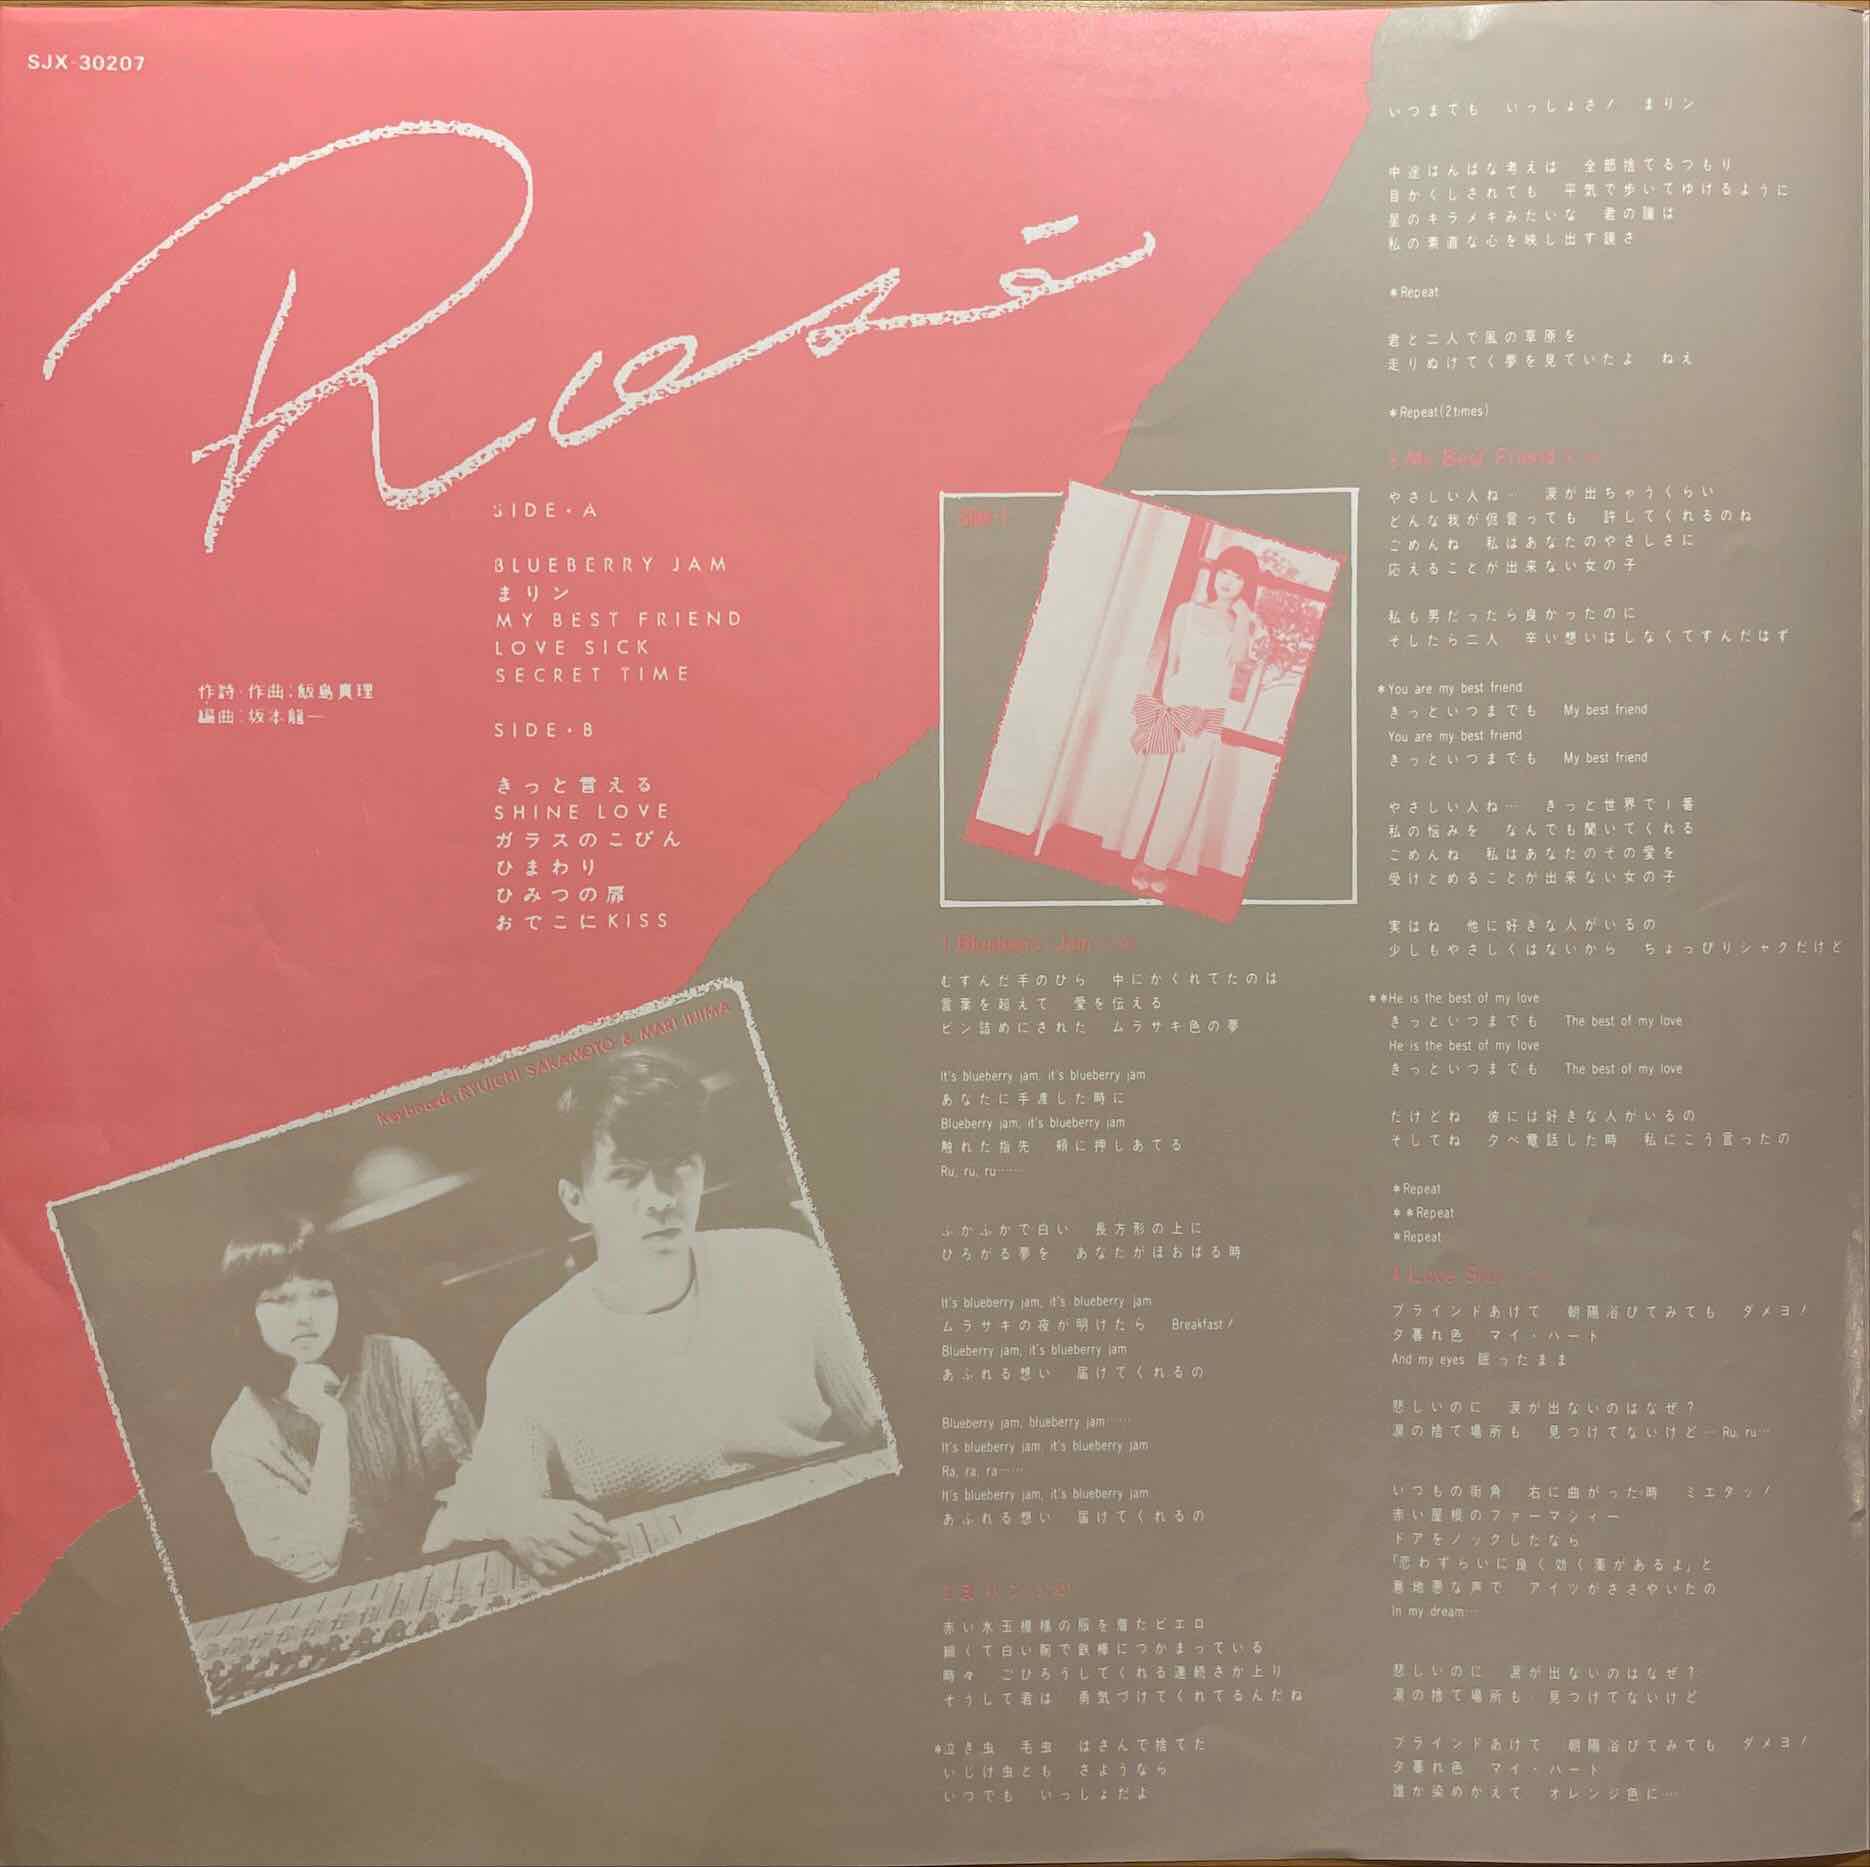 SJX-30207
Rosé
SIDE・A
BLUEBERRY JAM
まリン
MY BEST FRIEND
LOVE SICK
SECRET TIME
作詩・作曲：飯島真理
編曲：坂本龍一
SIDE・B
きっと言える
SHINE LOVE
ガラスのこびん
ひまわり
ひみつの扉
おでこにKISS
Keyboards RYUICHI SAKAMOTO & MARI IIJIMA
1 Blueberry Jam
むすんだ手のひら　中にかくれてたのは
言葉を超えて　愛を伝える
ビン詰めにされた　ムラサキ色の夢
It's blueberry jam, it's blueberry jam
あなたに手渡した時に
Blueberry jam, it's blueberry jam
触れた指先　頬に押しあてる
Ru, ru, ru……
ふかふかで白い　長方形の上に
ひろがる夢を　あなたがほおばる時
It's blueberry jam, it's blueberry jam
ムラサキの夜が明けたら　Breakfast！
Blueberry jam, it's blueberry jam
あふれる想い　届けてくれるの
Blueberry jam, blueberry jam……
It's blueberry jam, it's blueberry jam
Ra, ra, ra……
It's blueberry jam, it's blueberry jam
あふれる想い　届けてくれるの
2 まリン
赤い水玉模様の服を着たピエロ
細くて白い腕で鉄棒につかまっている
時々　ごひろうしてくれる連続さか上り
そうして君は　勇気づけてくれてるんだね
*泣き虫　毛虫　はさんで捨てた
いじけ虫とも　さようなら
いつでも　いっしょだよ
いつまでも　いっしょさ！　まリン
中途はんぱな考えは　全部捨てるつもり
目かくしされても　平気で歩いてゆけるように
星のキラメキみたいな　君の瞳は
私の素直な心を映し出す鏡さ
*Repeat
君と二人で風の草原を
走りぬけてく夢を見ていたよ　ねえ
*Repeat(2times)
3 My Best Friend
やさしい人ね…　涙が出ちゃうくらい
どんな我が侭言っても　許してくれるのね
ごめんね　私はあなたのやさしさに
応えることが出来ない女の子
私も男だったら良かったのに
そしたら二人　辛い想いはしなくてすんだはず
*You are my best friend
きっといつまでも　My best friend
You are my best friend
きっといつまでも　My best friend
やさしい人ね…　きっと世界で1番
私の悩みを　なんでも聞いてくれる
ごめんね　私はあなたのその愛を
受けとめることが出来ない女の子
実はね　他に好きな人がいるの
少しもやさしくはないから　ちょっぴりシャクだけど
**He is the best of my love
きっといつまでも　The best of my love
He is the best of my love
きっといつまでも　The best of my love
だけどね　彼には好きな人がいるの
そしてね　夕べ電話した時　私にこう言ったの
*Repeat
**Repeat
*Repeat
4 Love Sick
ブラインドあけて　朝陽浴びてみても　ダメヨ！
夕暮れ色　マイ・ハート
And my eyes 眠ったまま
悲しいのに　涙が出ないのはなぜ？
涙の捨て場所も　見つけてないけど…Ru, ru…
いつもの街角　右に曲がった時　ミエタッ！
赤い屋根のファーマシィー
ドアをノックしたなら
「恋わずらいに良く効く薬があるよ」と
意地悪な声で　アイツがささやいたの
In my dream…
悲しいのに　涙が出ないのはなぜ？
涙の捨て場所も　見つけてないけど
ブラインドあけて　朝陽浴びてみても　ダメヨ！
夕暮れ色　マイ・ハート
誰か染めかえて　オレンジ色に…